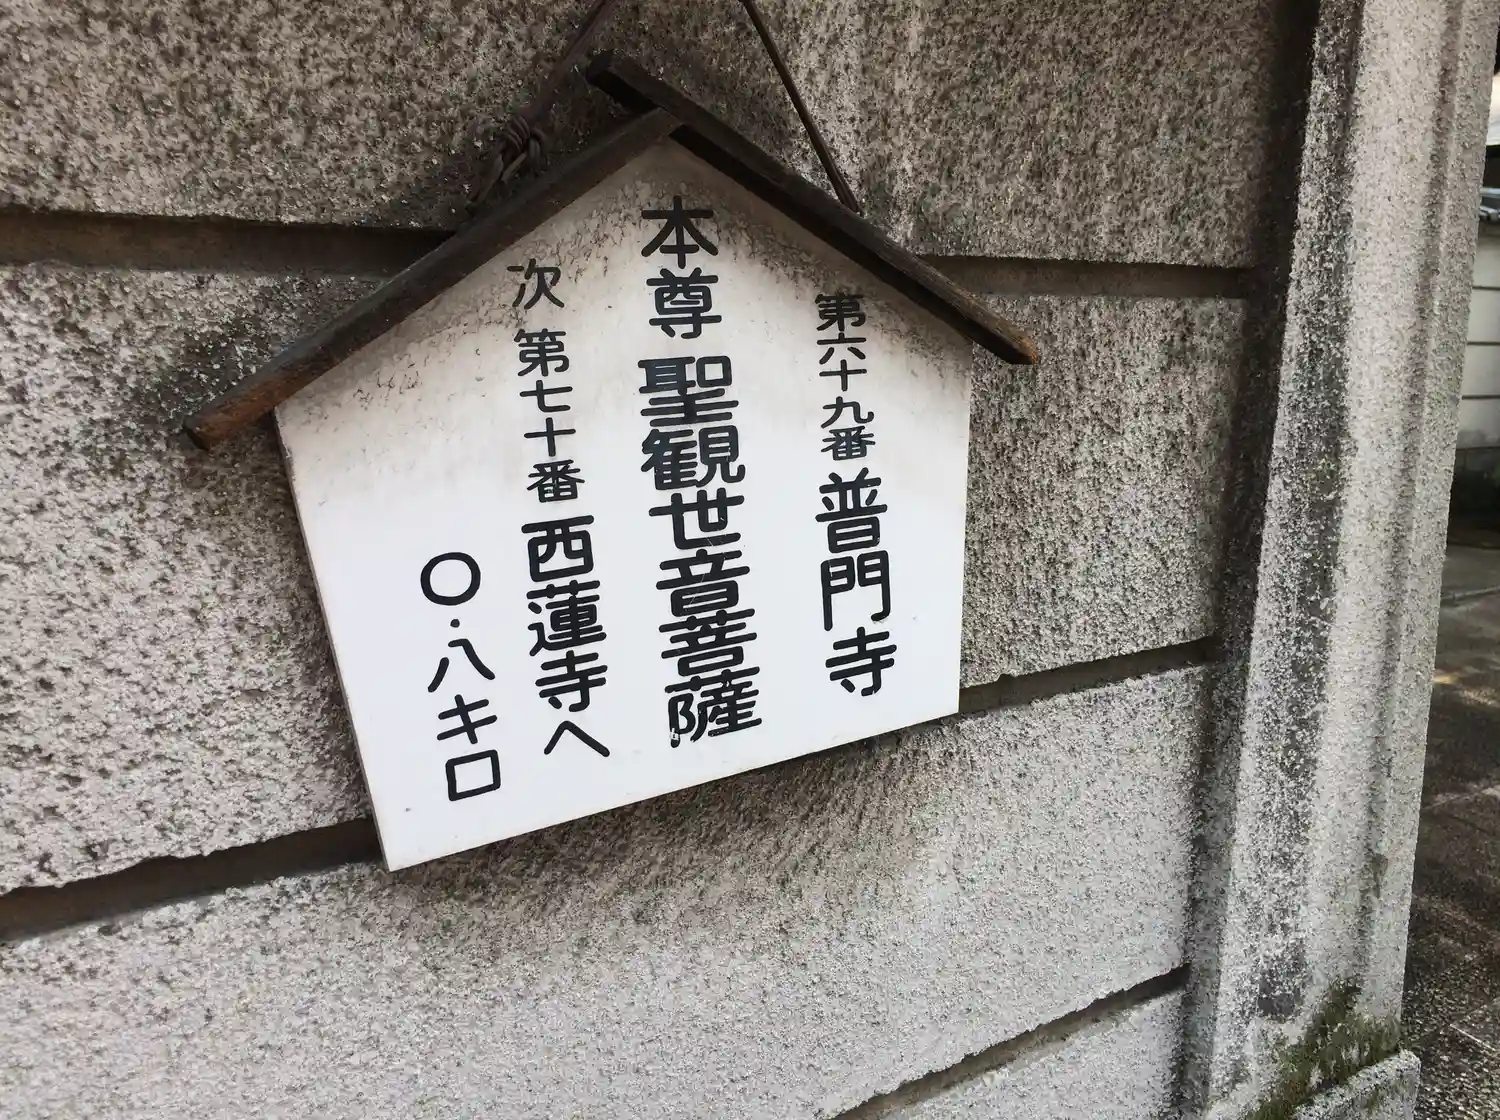 第六十九番 普門寺
本尊 聖観世音菩薩
次 第七十番 西蓮寺へ
〇.八キロ